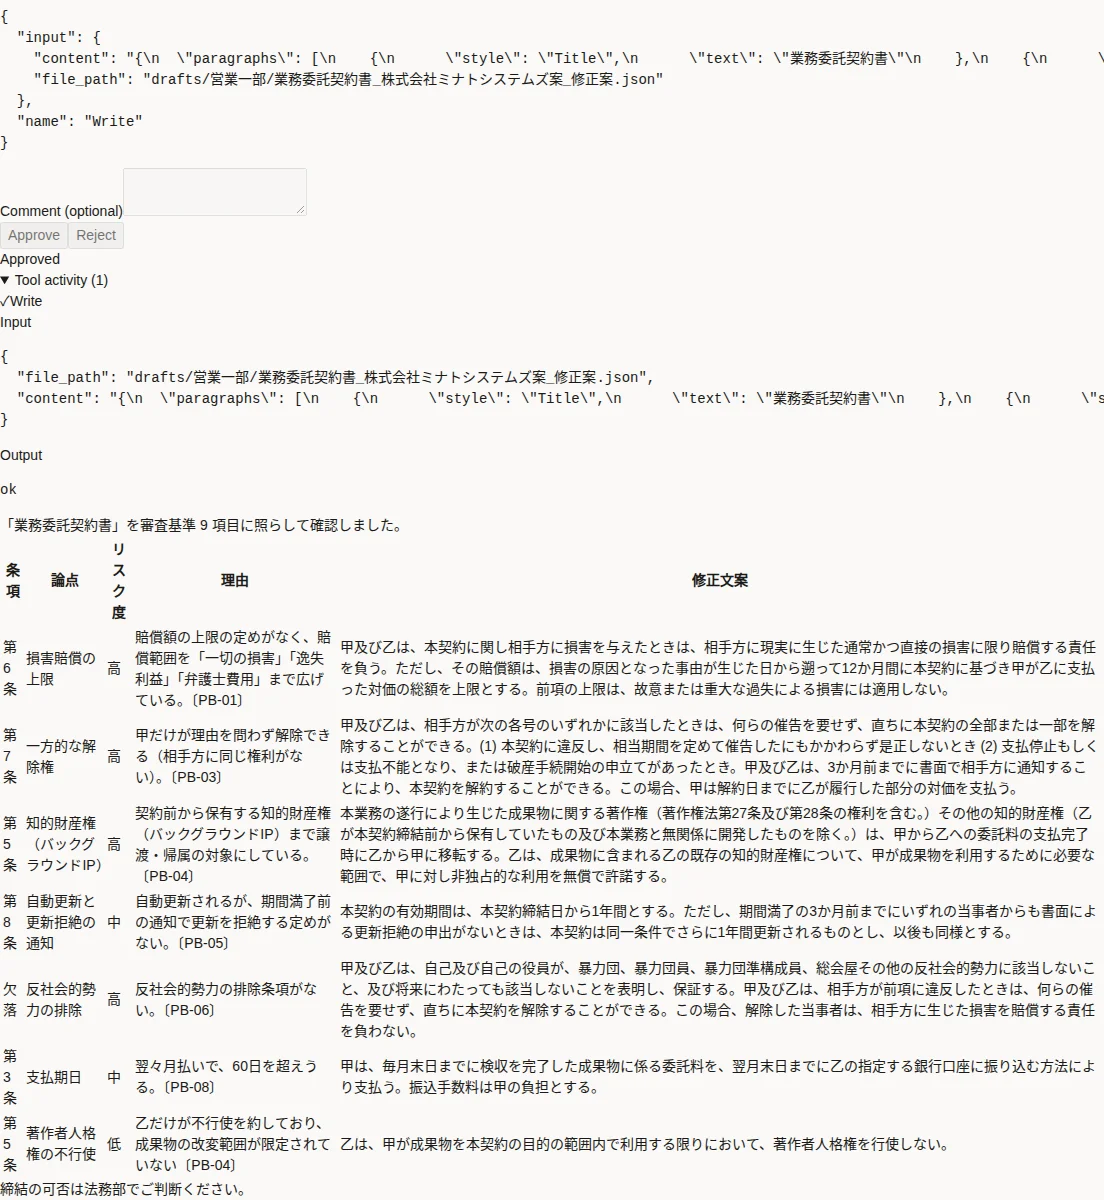 {
"input": {
"content": "{\n  \"paragraphs\": [\n    {\n      \"style\": \"Title\",\n      \"text\": \"業務委託契約書\"\n    },\n    {\n      \
"file_path": "drafts/営業一部/業務委託契約書_株式会社ミナトシステムズ案_修正案.json"
},
"name": "Write"
}
Comment (optional)
Approve Reject
Approved
▼ Tool activity (1)
✓Write
Input
{
"file_path": "drafts/営業一部/業務委託契約書_株式会社ミナトシステムズ案_修正案.json",
"content": "{\n  \"paragraphs\": [\n    {\n      \"style\": \"Title\",\n      \"text\": \"業務委託契約書\"\n    },\n    {\n      \"s
}
Output
ok
「業務委託契約書」を審査基準 9 項目に照らして確認しました。
条項 論点 リスク度 理由 修正文案
第6条 損害賠償の上限 高 賠償額の上限の定めがなく、賠償範囲を「一切の損害」「逸失利益」「弁護士費用」まで広げている。〔PB-01〕 甲及び乙は、本契約に関し相手方に損害を与えたときは、相手方に現実に生じた通常かつ直接の損害に限り賠償する責任を負う。ただし、その賠償額は、損害の原因となった事由が生じた日から遡って12か月間に本契約に基づき甲が乙に支払った対価の総額を上限とする。前項の上限は、故意または重大な過失による損害には適用しない。
第7条 一方的な解除権 高 甲だけが理由を問わず解除できる（相手方に同じ権利がない）。〔PB-03〕 甲及び乙は、相手方が次の各号のいずれかに該当したときは、何らの催告を要せず、直ちに本契約の全部または一部を解除することができる。(1) 本契約に違反し、相当期間を定めて催告したにもかかわらず是正しないとき (2) 支払停止もしくは支払不能となり、または破産手続開始の申立てがあったとき。甲及び乙は、3か月前までに書面で相手方に通知することにより、本契約を解約することができる。この場合、甲は解約日までに乙が履行した部分の対価を支払う。
第5条 知的財産権（バックグラウンドIP） 高 契約前から保有する知的財産権（バックグラウンドIP）まで譲渡・帰属の対象にしている。〔PB-04〕 本業務の遂行により生じた成果物に関する著作権（著作権法第27条及び第28条の権利を含む。）その他の知的財産権（乙が本契約締結前から保有していたもの及び本業務と無関係に開発したものを除く。）は、甲から乙への委託料の支払完了時に乙から甲に移転する。乙は、成果物に含まれる乙の既存の知的財産権について、甲が成果物を利用するために必要な範囲で、甲に対し非独占的な利用を無償で許諾する。
第8条 自動更新と更新拒絶の通知 中 自動更新されるが、期間満了前の通知で更新を拒絶する定めがない。〔PB-05〕 本契約の有効期間は、本契約締結日から1年間とする。ただし、期間満了の3か月前までにいずれの当事者からも書面による更新拒絶の申出がないときは、本契約は同一条件でさらに1年間更新されるものとし、以後も同様とする。
欠落 反社会的勢力の排除 高 反社会的勢力の排除条項がない。〔PB-06〕 甲及び乙は、自己及び自己の役員が、暴力団、暴力団員、暴力団準構成員、総会屋その他の反社会的勢力に該当しないこと、及び将来にわたっても該当しないことを表明し、保証する。甲及び乙は、相手方が前項に違反したときは、何らの催告を要せず、直ちに本契約を解除することができる。この場合、解除した当事者は、相手方に生じた損害を賠償する責任を負わない。
第3条 支払期日 中 翌々月払いで、60日を超えうる。〔PB-08〕 甲は、毎月末日までに検収を完了した成果物に係る委託料を、翌月末日までに乙の指定する銀行口座に振り込む方法により支払う。振込手数料は甲の負担とする。
第5条 著作者人格権の不行使 低 乙だけが不行使を約しており、成果物の改変範囲が限定されていない〔PB-04〕 乙は、甲が成果物を本契約の目的の範囲内で利用する限りにおいて、著作者人格権を行使しない。
締結の可否は法務部でご判断ください。